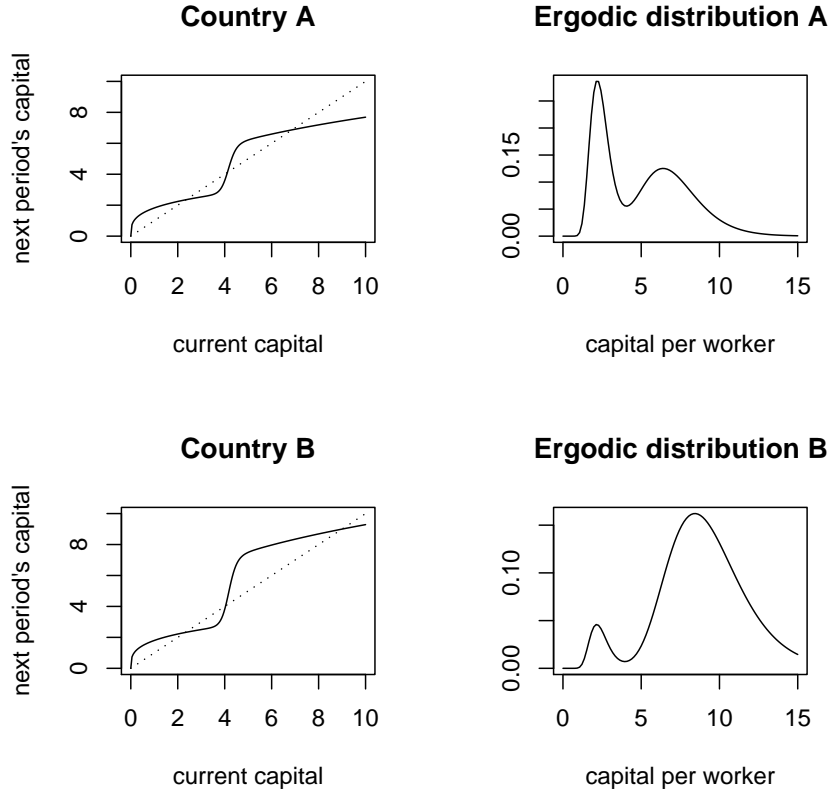 Country A
next period's capital
0
4
8
0 2 4 6 8 10
current capital
Ergodic distribution A
0.00
0.15
0 5 10 15
capital per worker
Country B
next period's capital
0
4
8
0 2 4 6 8 10
current capital
Ergodic distribution B
0.00
0.10
0 5 10 15
capital per worker